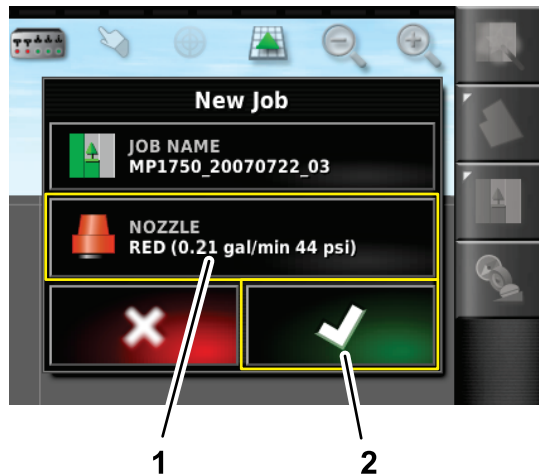 New Job
JOB NAME
MP1750_20070722_03
NOZZLE
RED (0.21 gal/min 44 psi)
1
2